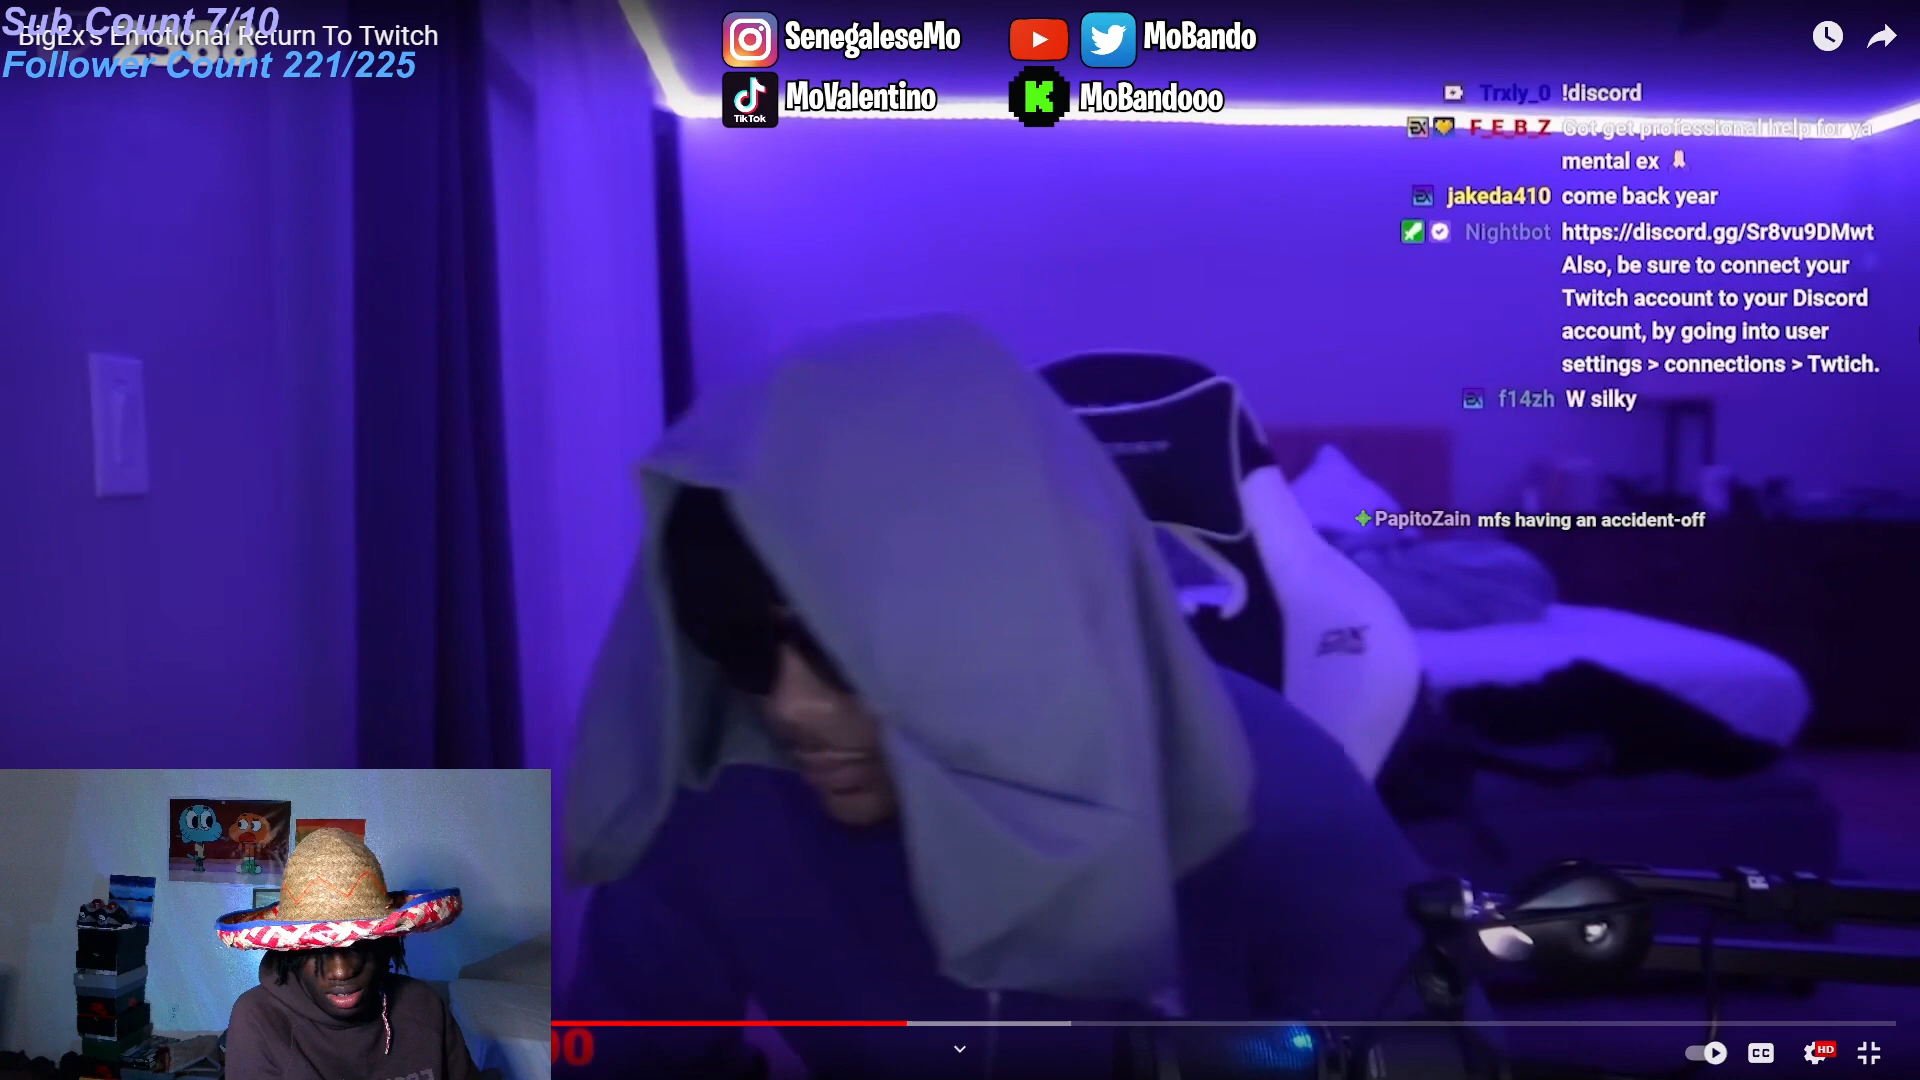 Sub Count 7/10
BigEx's Emotional Return To Twitch
Follower Count 221/225
SenegaleseMo
MoBando
TikTok
MoValentino
K
MoBandooo
Trxly_0 !discord
F_E_B_Z Got get professional help for ya
mental ex
jakeda410 come back year
Nightbot https://discord.gg/Sr8vu9DMwt
Also, be sure to connect your
Twitch account to your Discord
account, by going into user
settings > connections > Twtich.
f14zh W silky
PapitoZain mfs having an accident-off
CC
HD